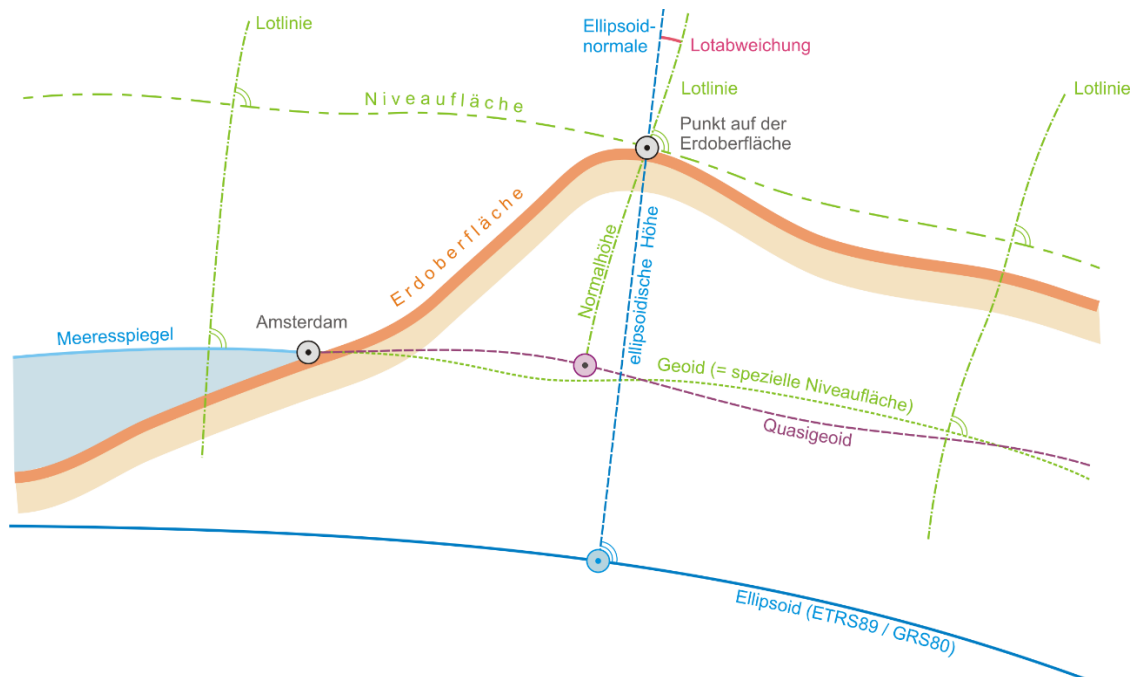 Lotlinie
Ellipsoid-
normale
Lotabweichung
Niveaufläche
Lotlinie
Lotlinie
Punkt auf der
Erdoberfläche
Erdoberfläche
Normalhöhe
ellipsoidische Höhe
Amsterdam
Meeresspiegel
Geoid (= spezielle Niveaufläche)
Quasigeoid
Ellipsoid (ETRS89 / GRS80)